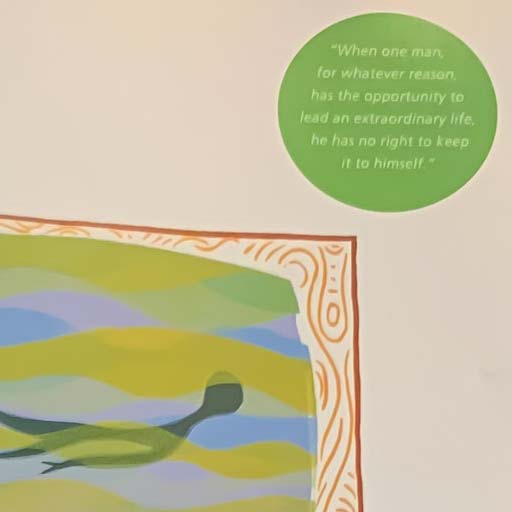 "When one man,
for whatever reason,
has the opportunity to
lead an extraordinary life,
he has no right to keep
it to himself."